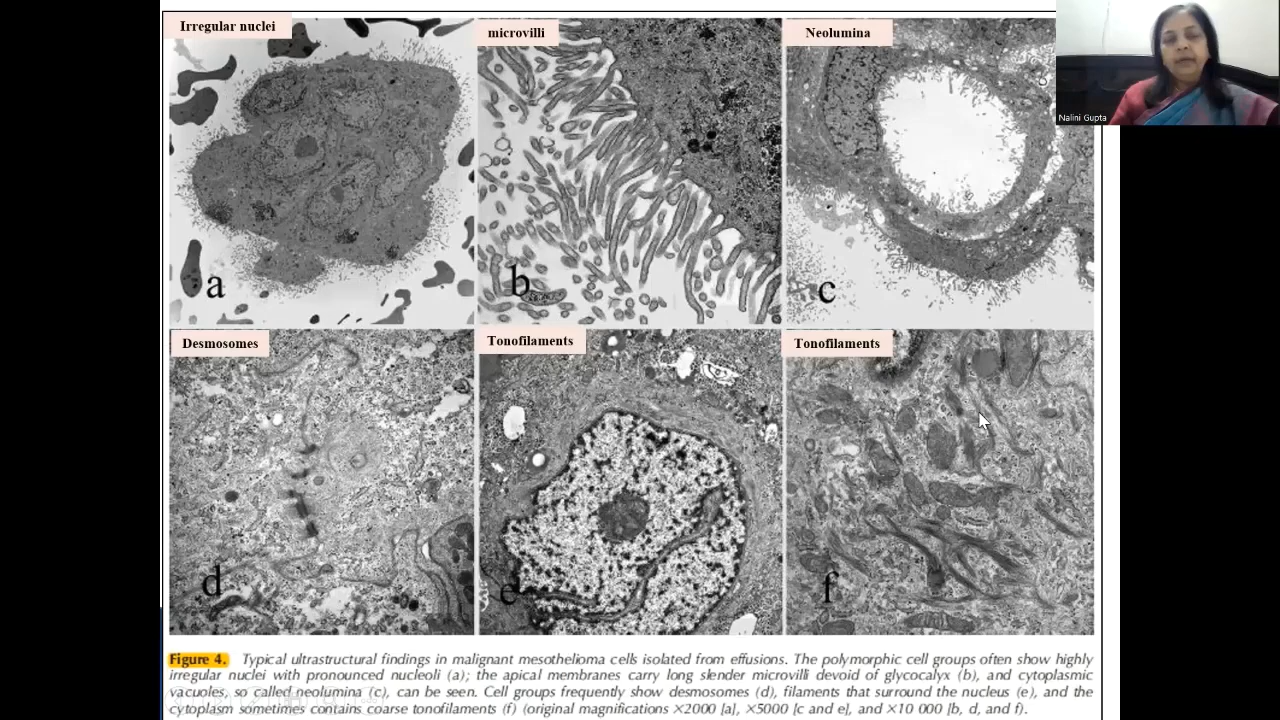 Irregular nuclei
microvilli
Neolumina
Nalini Gupta
a
b
c
Desmosomes
Tonofilaments
Tonofilaments
d
e
f
Figure 4. Typical ultrastructural findings in malignant mesothelioma cells isolated from effusions. The polymorphic cell groups often show highly
irregular nuclei with pronounced nucleoli (a); the apical membranes carry long slender microvilli devoid of glycocalyx (b), and cytoplasmic
vacuoles, so called neolumina (c), can be seen. Cell groups frequently show desmosomes (d), filaments that surround the nucleus (e), and the
cytoplasm sometimes contains coarse tonofilaments (f) (original magnifications ×2000 [a], ×5000 [c and e], and ×10 000 [b, d, and f).